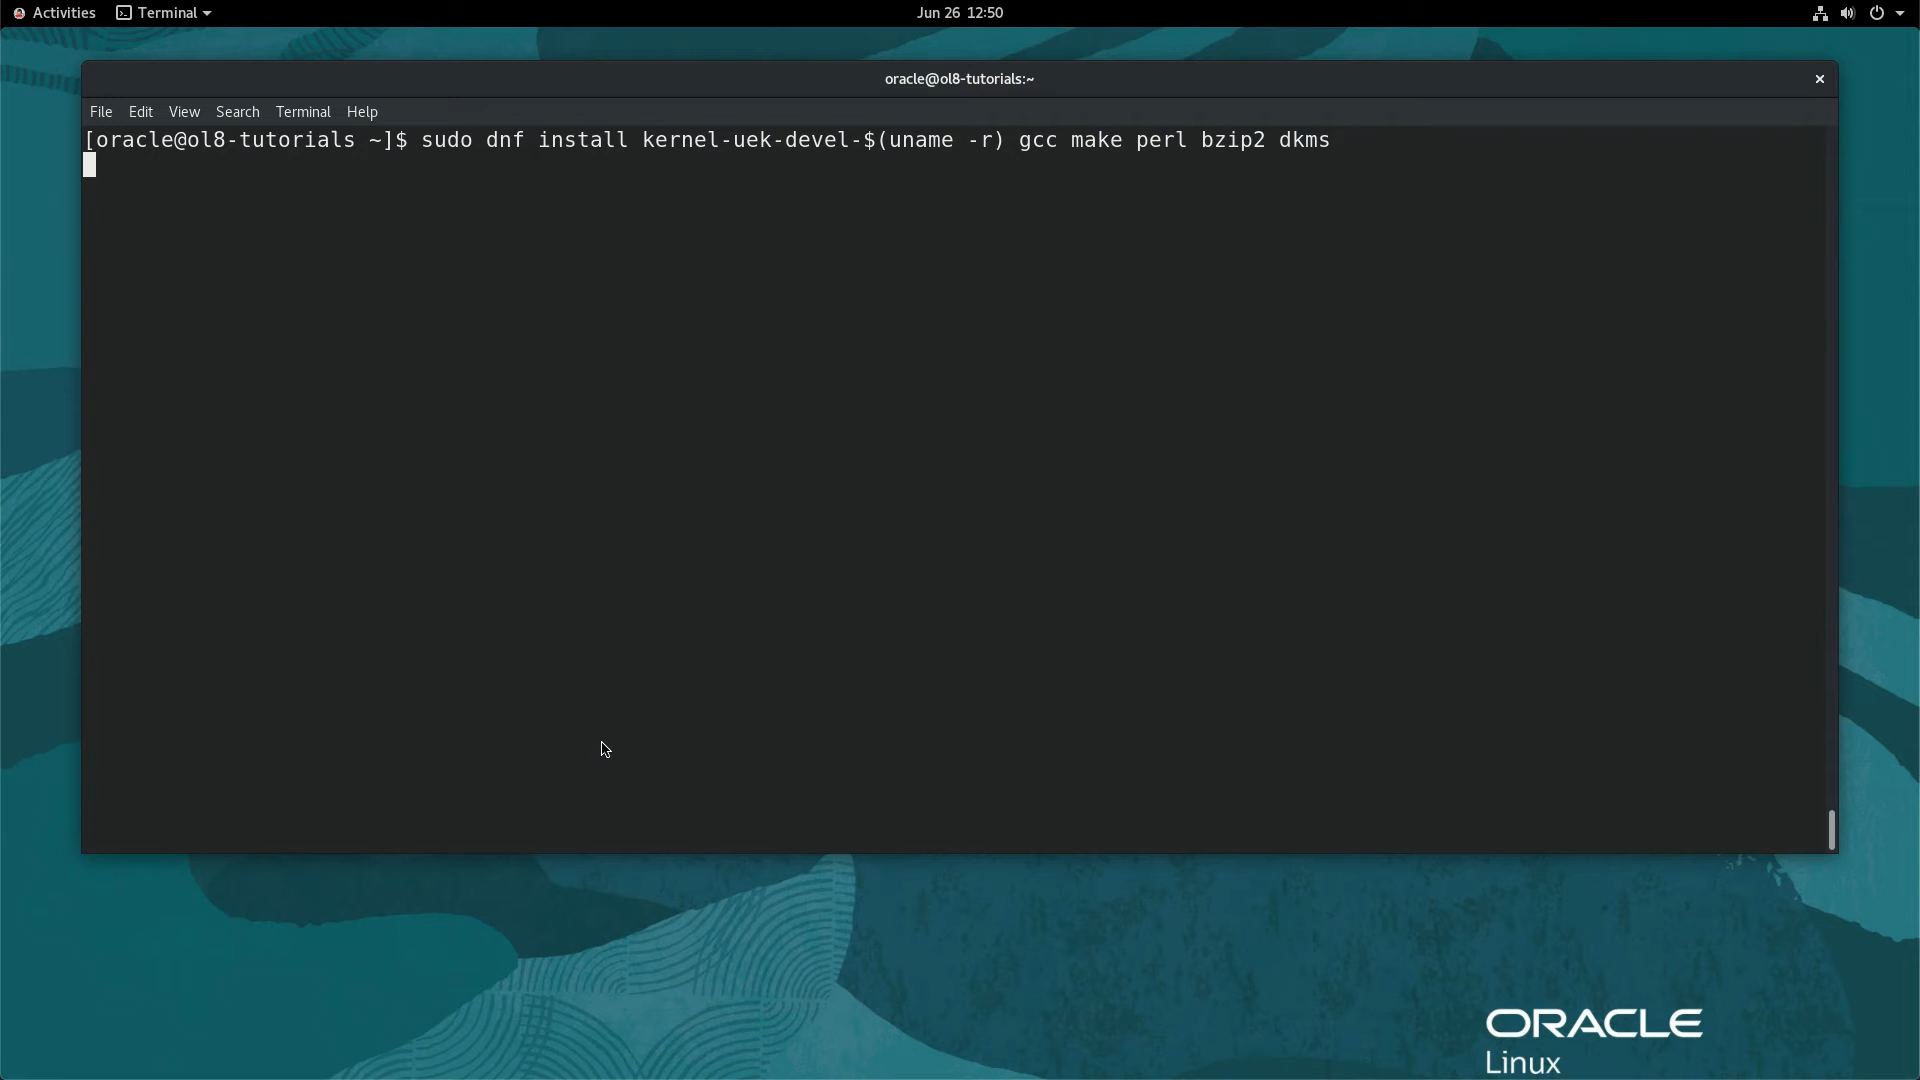 Activities Terminal Jun 26 12:50
oracle@ol8-tutorials:~ ×
File Edit View Search Terminal Help
[oracle@ol8-tutorials ~]$ sudo dnf install kernel-uek-devel-$(uname -r) gcc make perl bzip2 dkms
ORACLE
Linux